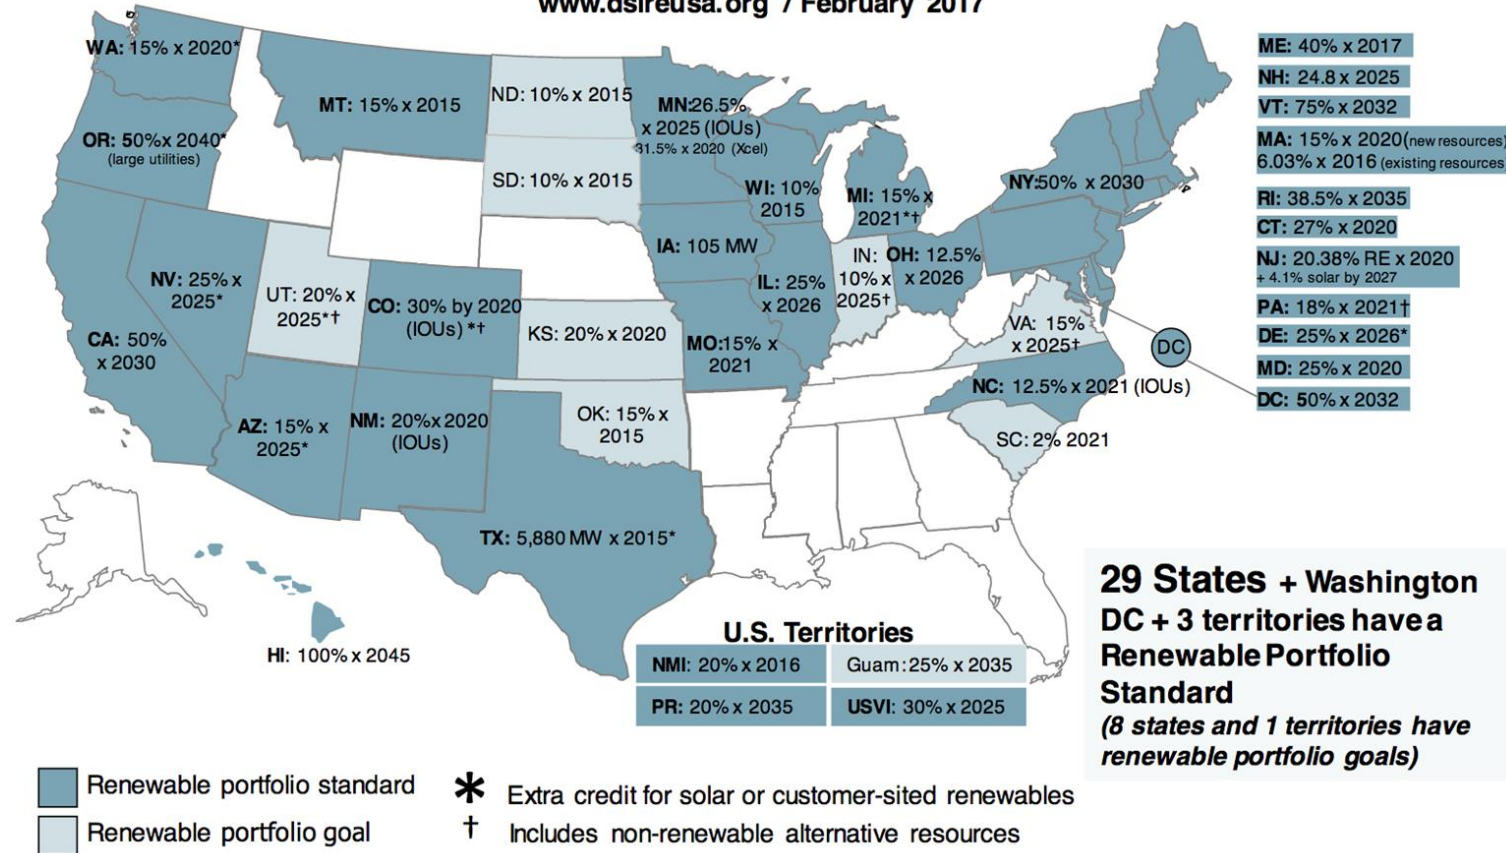 www.dsireusa.org / February 2017
WA: 15% x 2020*
OR: 50%x 2040*
(large utilities)
CA: 50%
x 2030
NV: 25% x
2025*
MT: 15% x 2015
UT: 20% x
2025*†
AZ: 15% x
2025*
CO: 30% by 2020
(IOUs) *†
NM: 20%x 2020
(IOUs)
ND: 10% x 2015
SD: 10% x 2015
KS: 20% x 2020
OK: 15% x
2015
TX: 5,880 MW x 2015*
MN:26.5%
x 2025 (IOUs)
31.5% x 2020 (Xcel)
IA: 105 MW
MO:15% x
2021
WI: 10%
2015
IL: 25%
x 2026
MI: 15% x
2021*†
IN:
10% x
2025†
OH: 12.5%
x 2026
NY:50% x 2030
VA: 15%
x 2025†
NC: 12.5% x 2021 (IOUs)
SC: 2% 2021
DC
HI: 100% x 2045
ME: 40% x 2017
NH: 24.8 x 2025
VT: 75% x 2032
MA: 15% x 2020(new resources)
6.03% x 2016 (existing resources
RI: 38.5% x 2035
CT: 27% x 2020
NJ: 20.38% RE x 2020
+ 4.1% solar by 2027
PA: 18% x 2021†
DE: 25% x 2026*
MD: 25% x 2020
DC: 50% x 2032
U.S. Territories
NMI: 20% x 2016
Guam:25% x 2035
PR: 20% x 2035
USVI: 30% x 2025
29 States + Washington
DC + 3 territories have a
Renewable Portfolio
Standard
(8 states and 1 territories have
renewable portfolio goals)
Renewable portfolio standard
Renewable portfolio goal
* Extra credit for solar or customer-sited renewables
† Includes non-renewable alternative resources